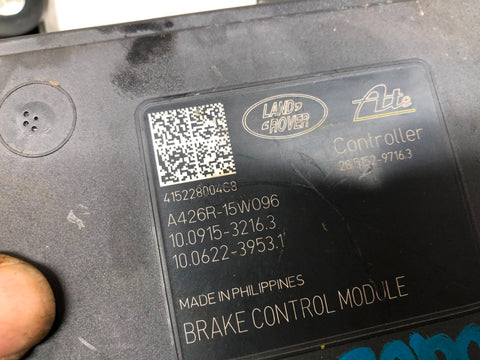 LAND
ROVER
Ate
Controller
28.5152-9716.3
415228004C8
A426R-15W096
10.0915-3216.3
10.0622-3953.1
MADE IN PHILIPPINES
BRAKE CONTROL MODULE